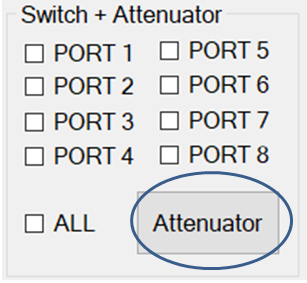 Switch + Attenuator
PORT 1 PORT 5
PORT 2 PORT 6
PORT 3 PORT 7
PORT 4 PORT 8
ALL Attenuator